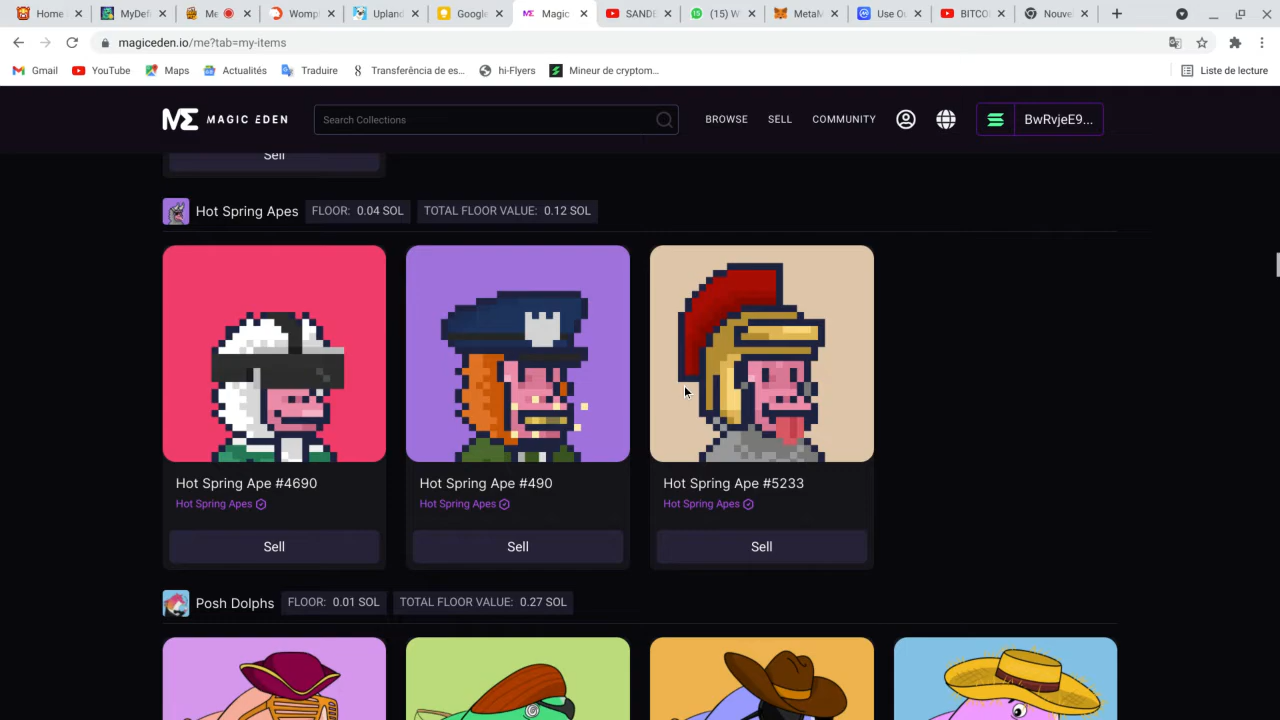 Home
MyDefi
Me
Womp
Upland
Google
Magic
SANDE
(15) W
MetaM
Use Ou
BITCO
Nouve
magiceden.io/me?tab=my-items
Gmail
YouTube
Maps
Actualités
Traduire
Transferência de es...
hi-Flyers
Mineur de cryptom...
Liste de lecture
MAGIC EDEN
Search Collections
BROWSE
SELL
COMMUNITY
BwRvjeE9...
Sell
Hot Spring Apes FLOOR: 0.04 SOL TOTAL FLOOR VALUE: 0.12 SOL
Hot Spring Ape #4690
Hot Spring Apes
Sell
Hot Spring Ape #490
Hot Spring Apes
Sell
Hot Spring Ape #5233
Hot Spring Apes
Sell
Posh Dolphs FLOOR: 0.01 SOL TOTAL FLOOR VALUE: 0.27 SOL